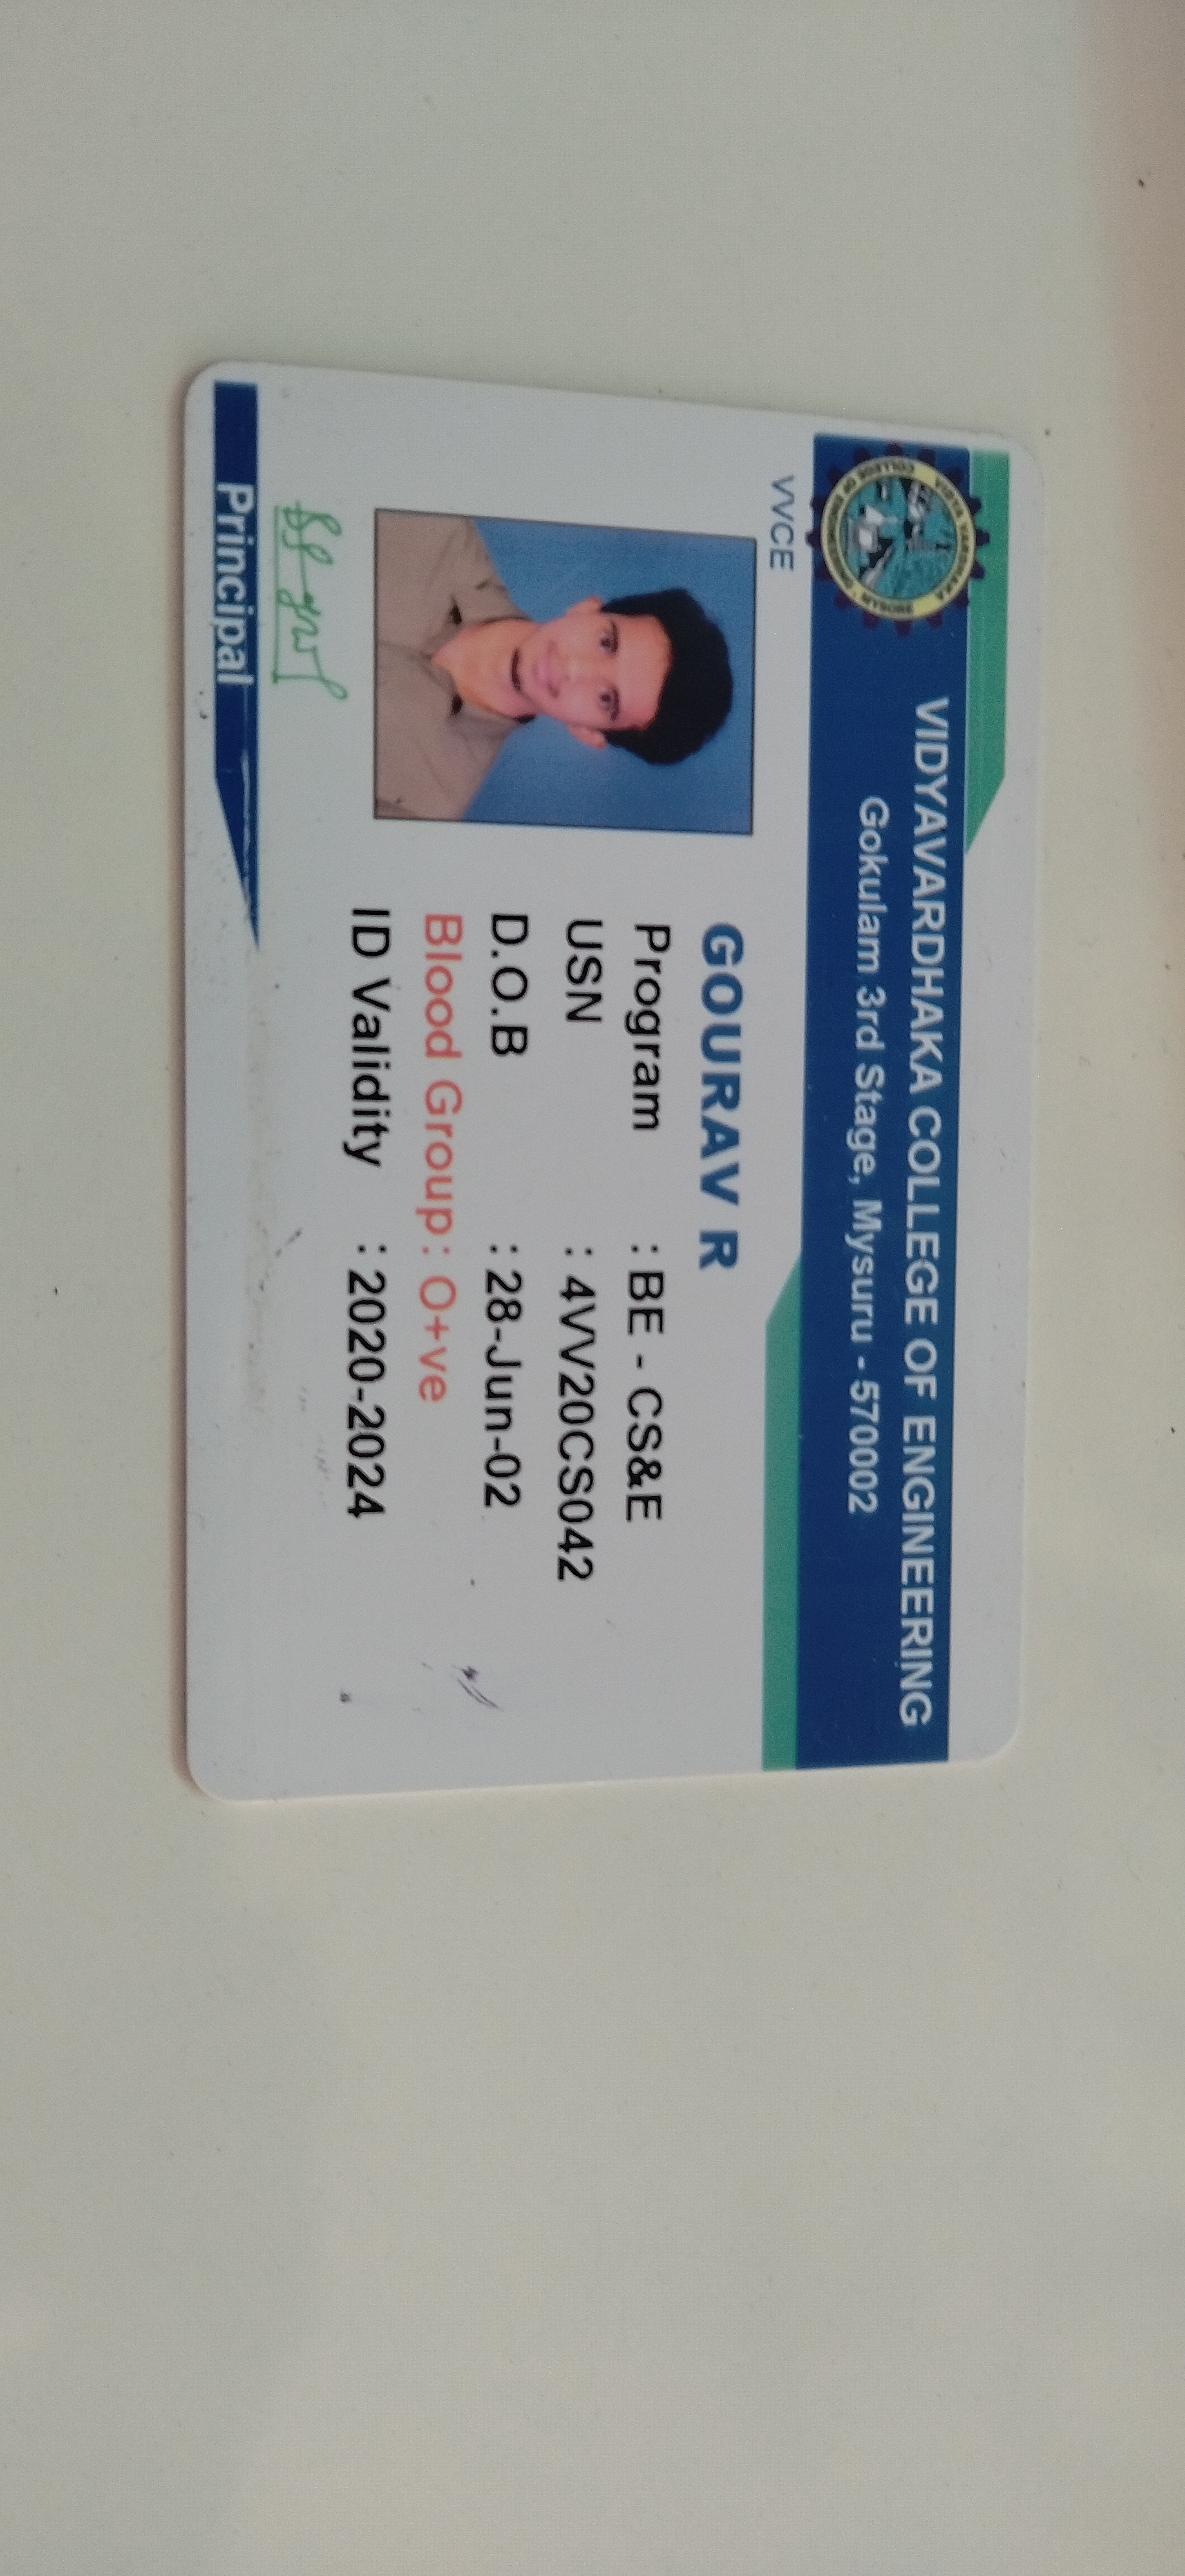 VIDYAVARDHAKA COLLEGE OF ENGINEERING
Gokulam 3rd Stage, Mysuru - 570002
VVCE
GOURAV R
Program : BE - CS&E
USN : 4VV20CS042
D.O.B : 28-Jun-02
Blood Group : O+ve
ID Validity : 2020-2024
Principal